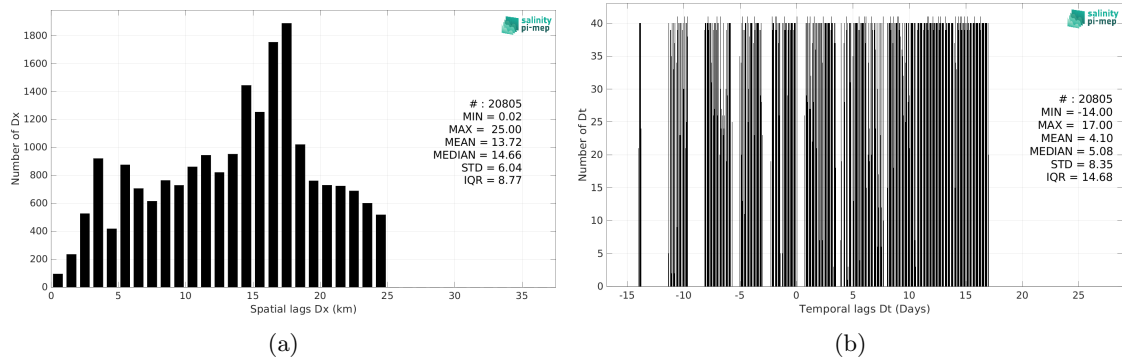 salinity
pi-mep
Number of Dx
1800
1600
1400
1200
1000
800
600
400
200
0
# : 20805
MIN = 0.02
MAX = 25.00
MEAN = 13.72
MEDIAN = 14.66
STD = 6.04
IQR = 8.77
0 5 10 15 20 25 30 35
Spatial lags Dx (km)
(a)
salinity
pi-mep
Number of Dt
40
35
30
25
20
15
10
5
0
# : 20805
MIN = -14.00
MAX = 17.00
MEAN = 4.10
MEDIAN = 5.08
STD = 8.35
IQR = 14.68
-15 -10 -5 0 5 10 15 20 25
Temporal lags Dt (Days)
(b)